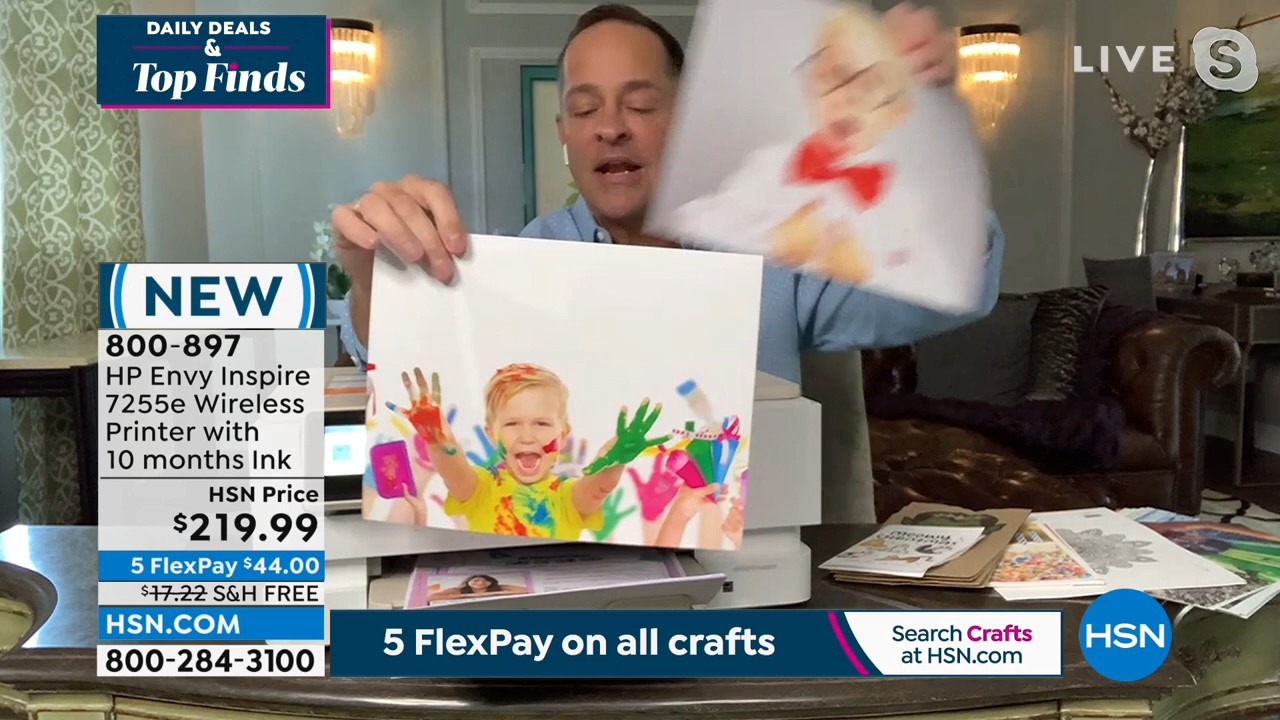 DAILY DEALS
&
Top Finds
LIVE S
NEW
800-897
HP Envy Inspire
7255e Wireless
Printer with
10 months Ink
HSN Price
$219.99
5 FlexPay $44.00
$17.22 S&H FREE
HSN.COM
800-284-3100
5 FlexPay on all crafts
Search Crafts
at HSN.com
HSN